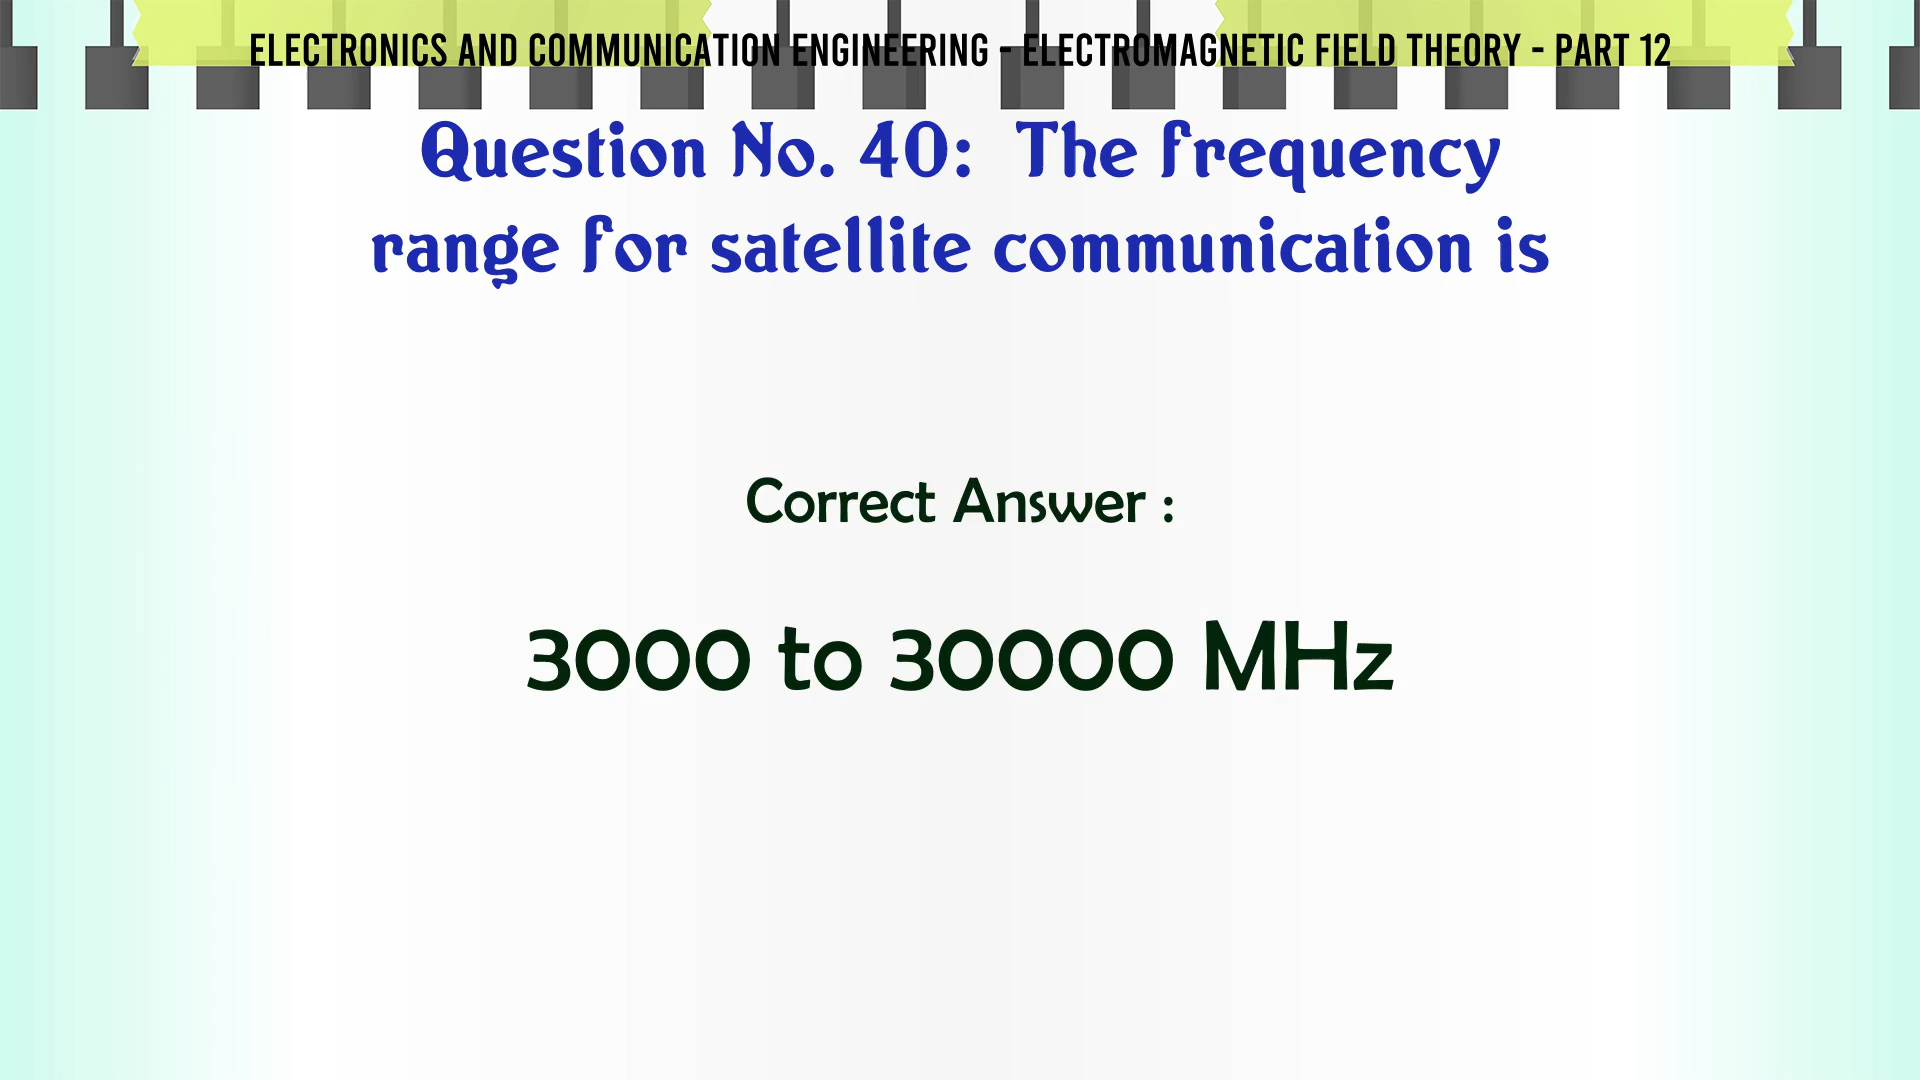 ELECTRONICS AND COMMUNICATION ENGINEERING - ELECTROMAGNETIC FIELD THEORY - PART 12
Question No. 40: The frequency
range for satellite communication is
Correct Answer :
3000 to 30000 MHz